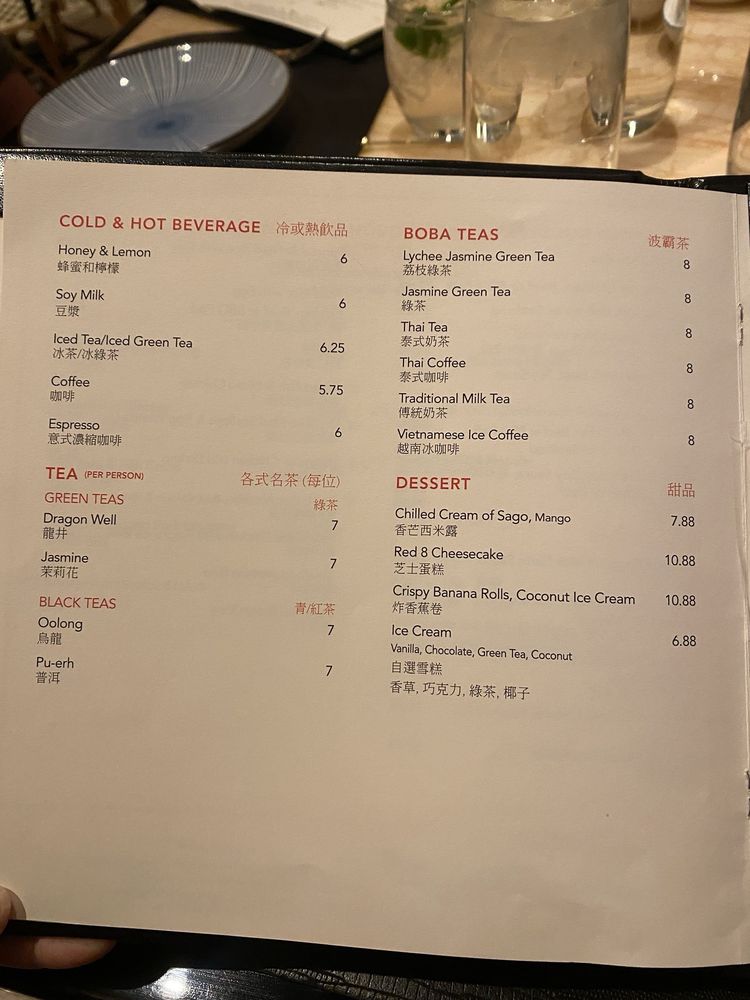 COLD & HOT BEVERAGE 冷或熱飲品
Honey & Lemon 6
蜂蜜和檸檬
Soy Milk 6
豆漿
Iced Tea/Iced Green Tea 6.25
冰茶/冰綠茶
Coffee 5.75
咖啡
Espresso 6
意式濃縮咖啡
TEA (PER PERSON) 各式名茶 (每位)
GREEN TEAS 綠茶
Dragon Well 7
龍井
Jasmine 7
茉莉花
BLACK TEAS 青/紅茶
Oolong 7
烏龍
Pu-erh 7
普洱
BOBA TEAS 波霸茶
Lychee Jasmine Green Tea 8
荔枝綠茶
Jasmine Green Tea 8
綠茶
Thai Tea 8
泰式奶茶
Thai Coffee 8
泰式咖啡
Traditional Milk Tea 8
傳統奶茶
Vietnamese Ice Coffee 8
越南冰咖啡
DESSERT 甜品
Chilled Cream of Sago, Mango 7.88
香芒西米露
Red 8 Cheesecake 10.88
芝士蛋糕
Crispy Banana Rolls, Coconut Ice Cream 10.88
炸香蕉卷
Ice Cream 6.88
Vanilla, Chocolate, Green Tea, Coconut
自選雪糕
香草, 巧克力, 綠茶, 椰子